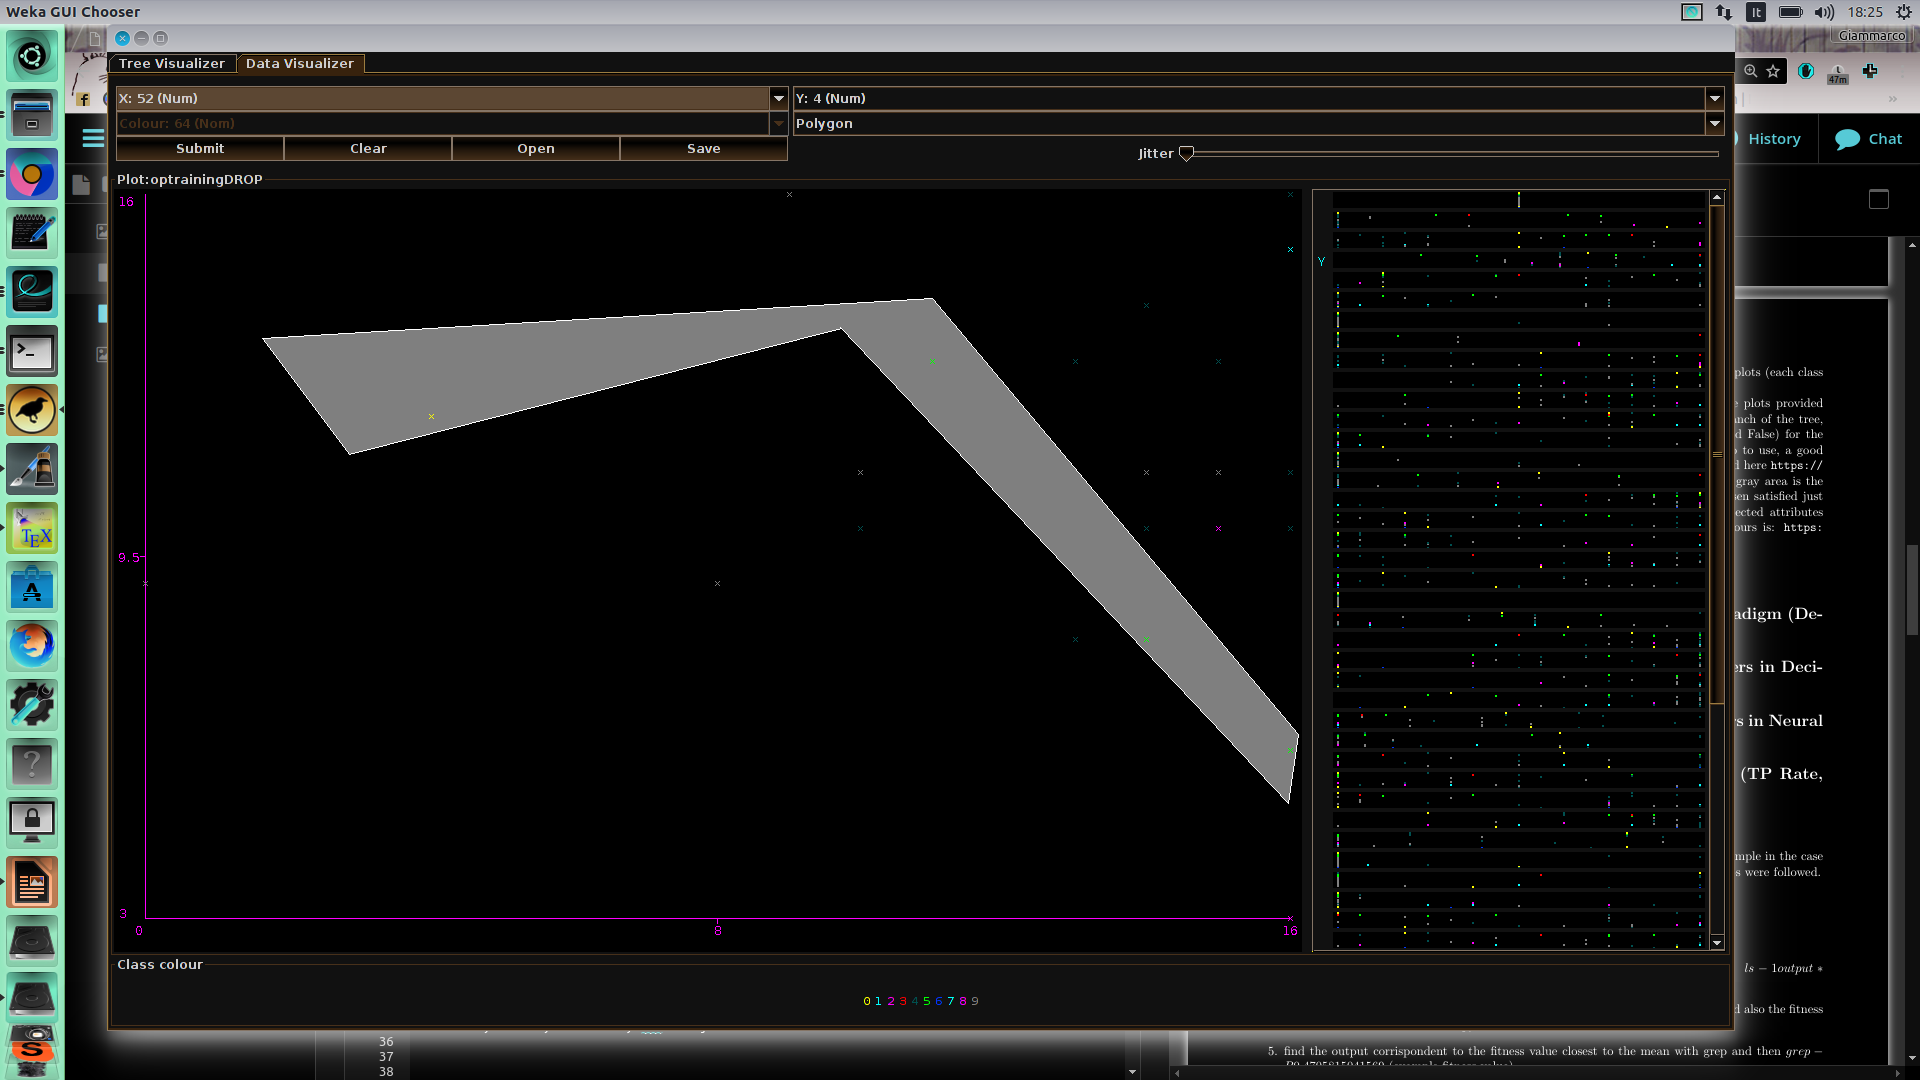 Weka GUI Chooser
It
18:25
Giammarco
47m
Tree Visualizer
Data Visualizer
X: 52 (Num)
Y: 4 (Num)
Colour: 64 (Nom)
Polygon
Submit
Clear
Open
Save
Jitter
Plot:optrainingDROP
16
9.5
3
0
8
16
Y
Class colour
0 1 2 3 4 5 6 7 8 9
History
Chat
plots (each class
plots provided
nch of the tree,
d False) for the
to use, a good
d here https://
gray area is the
en satisfied just
ected attributes
ours is: https:
adigm (De-
ers in Deci-
s in Neural
(TP Rate,
mple in the case
s were followed.
ls − 1output *
d also the fitness
5. find the output corrispondent to the fitness value closest to the mean with grep and then grep −
36
37
38